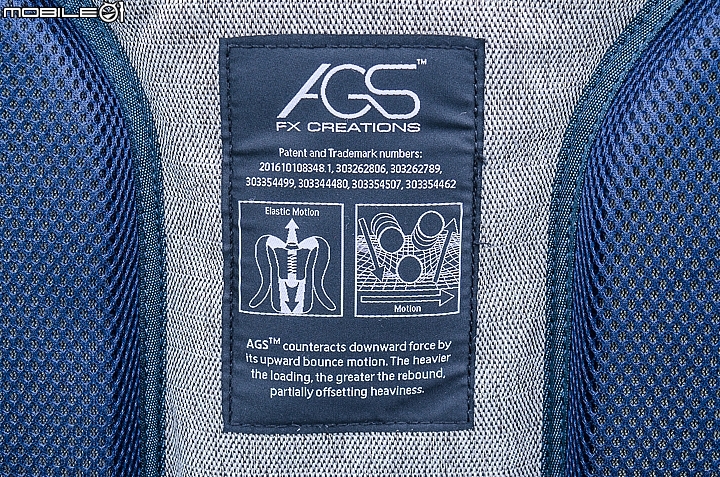 MOBILE01
AGS™
FX CREATIONS
Patent and Trademark numbers:
201610108348.1, 303262806, 303262789,
303354499, 303344480, 303354507, 303354462
Elastic Motion
Motion
AGS™ counteracts downward force by
its upward bounce motion. The heavier
the loading, the greater the rebound,
partially offsetting heaviness.